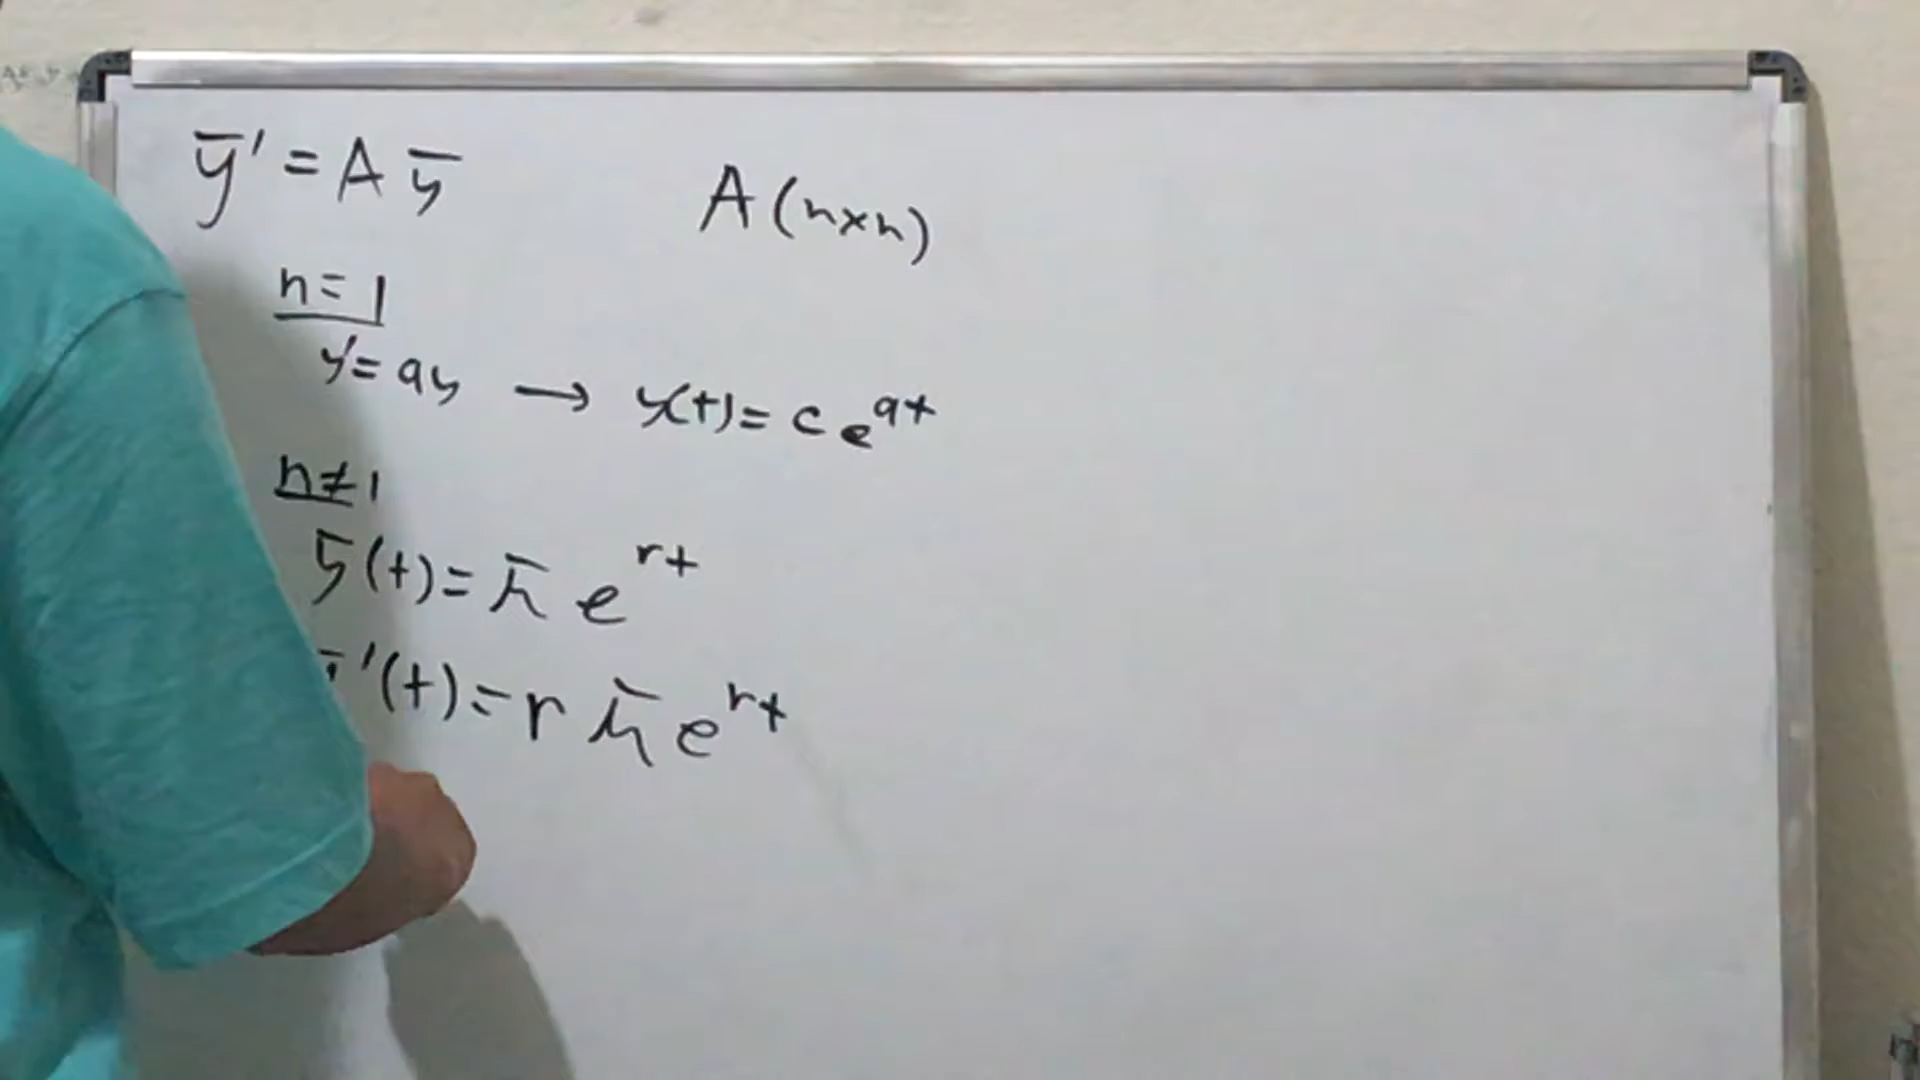 ȳ' = A ȳ
A (n×n)
n = 1
y' = ay → y(t) = c e^{at}
n ≠ 1
ȳ(t) = η̄ e^{rt}
'(t) = r η̄ e^{rt}